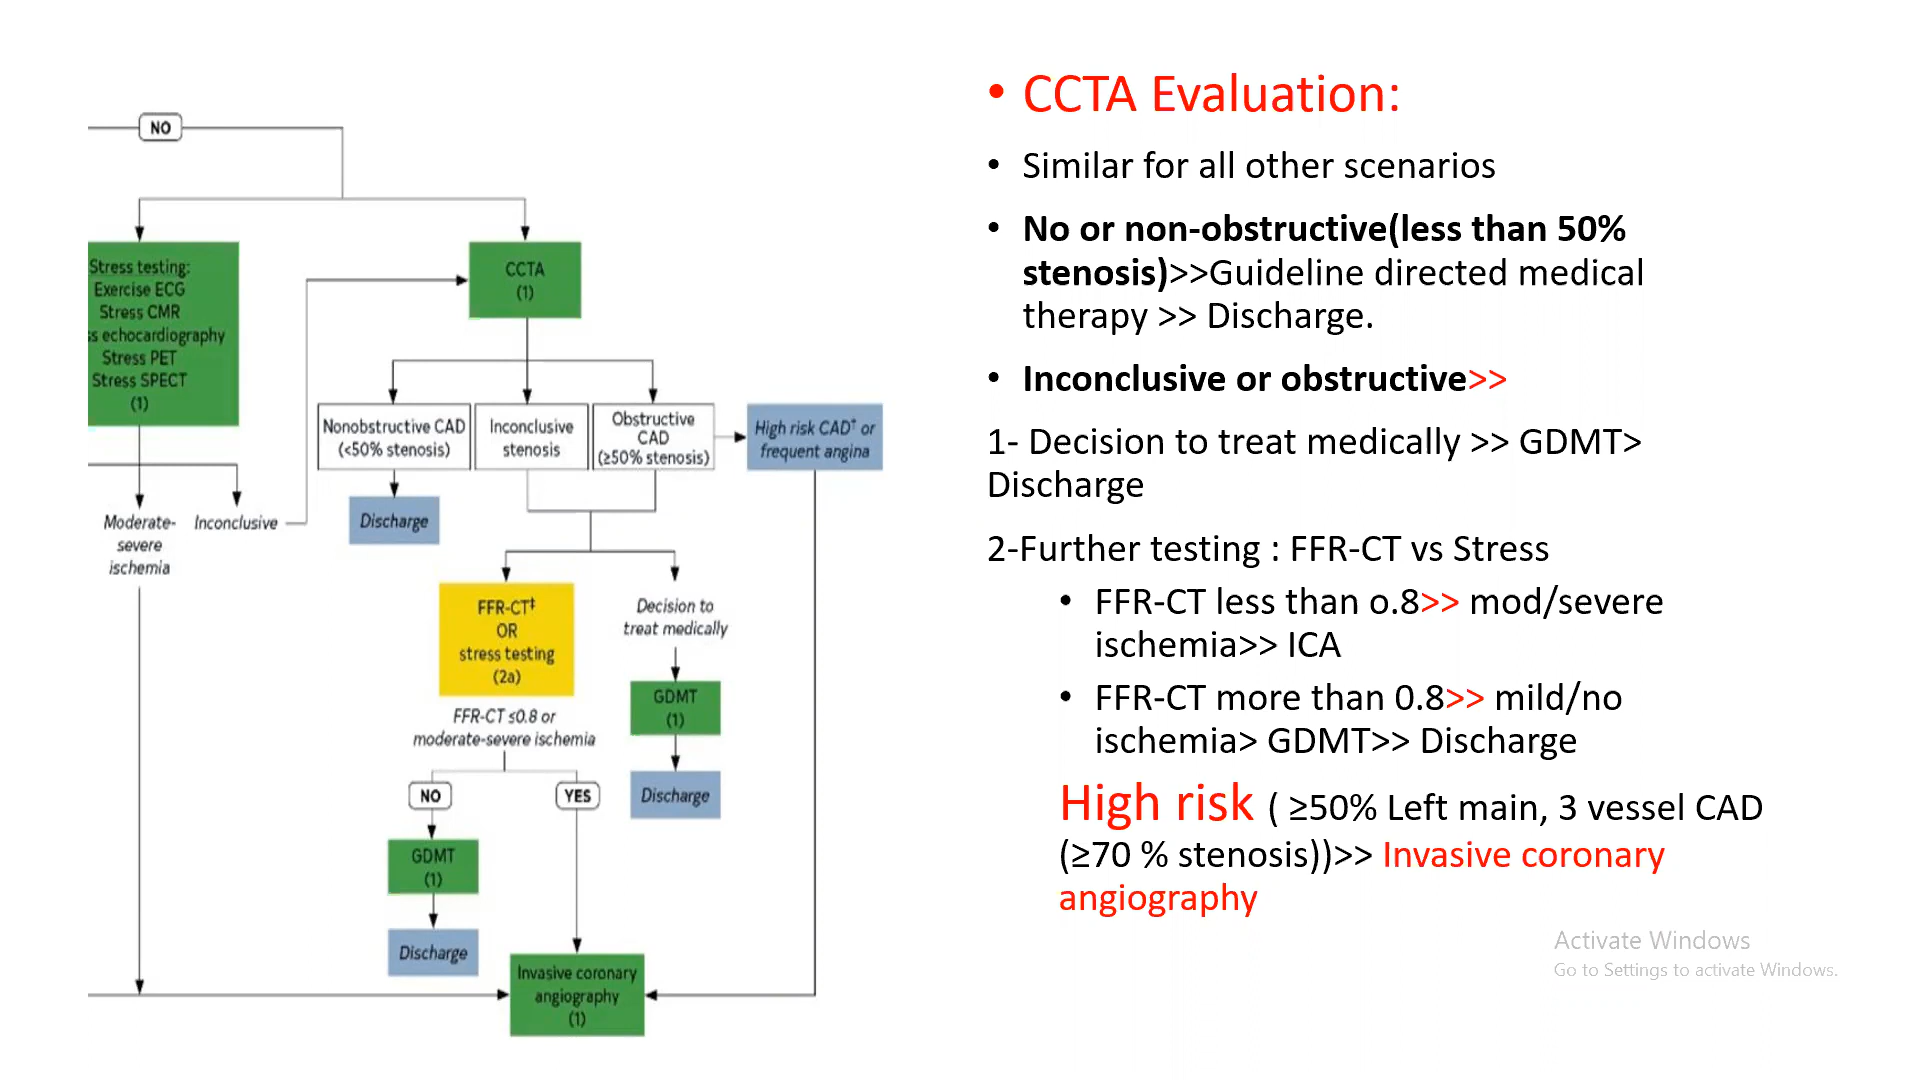 NO
Stress testing:
Exercise ECG
Stress CMR
ss echocardiography
Stress PET
Stress SPECT
(1)
CCTA
(1)
Nonobstructive CAD
(<50% stenosis)
Inconclusive
stenosis
Obstructive
CAD
(≥50% stenosis)
High risk CAD† or
frequent angina
Discharge
Moderate-
severe
ischemia
Inconclusive
FFR-CT‡
OR
stress testing
(2a)
Decision to
treat medically
GDMT
(1)
Discharge
FFR-CT ≤0.8 or
moderate-severe ischemia
NO
YES
GDMT
(1)
Discharge
Invasive coronary
angiography
(1)
• CCTA Evaluation:
• Similar for all other scenarios
• No or non-obstructive(less than 50%
stenosis)>>Guideline directed medical
therapy >> Discharge.
• Inconclusive or obstructive>>
1- Decision to treat medically >> GDMT>
Discharge
2-Further testing : FFR-CT vs Stress
• FFR-CT less than o.8>> mod/severe
ischemia>> ICA
• FFR-CT more than 0.8>> mild/no
ischemia> GDMT>> Discharge
High risk ( ≥50% Left main, 3 vessel CAD
(≥70 % stenosis))>> Invasive coronary
angiography
Activate Windows
Go to Settings to activate Windows.